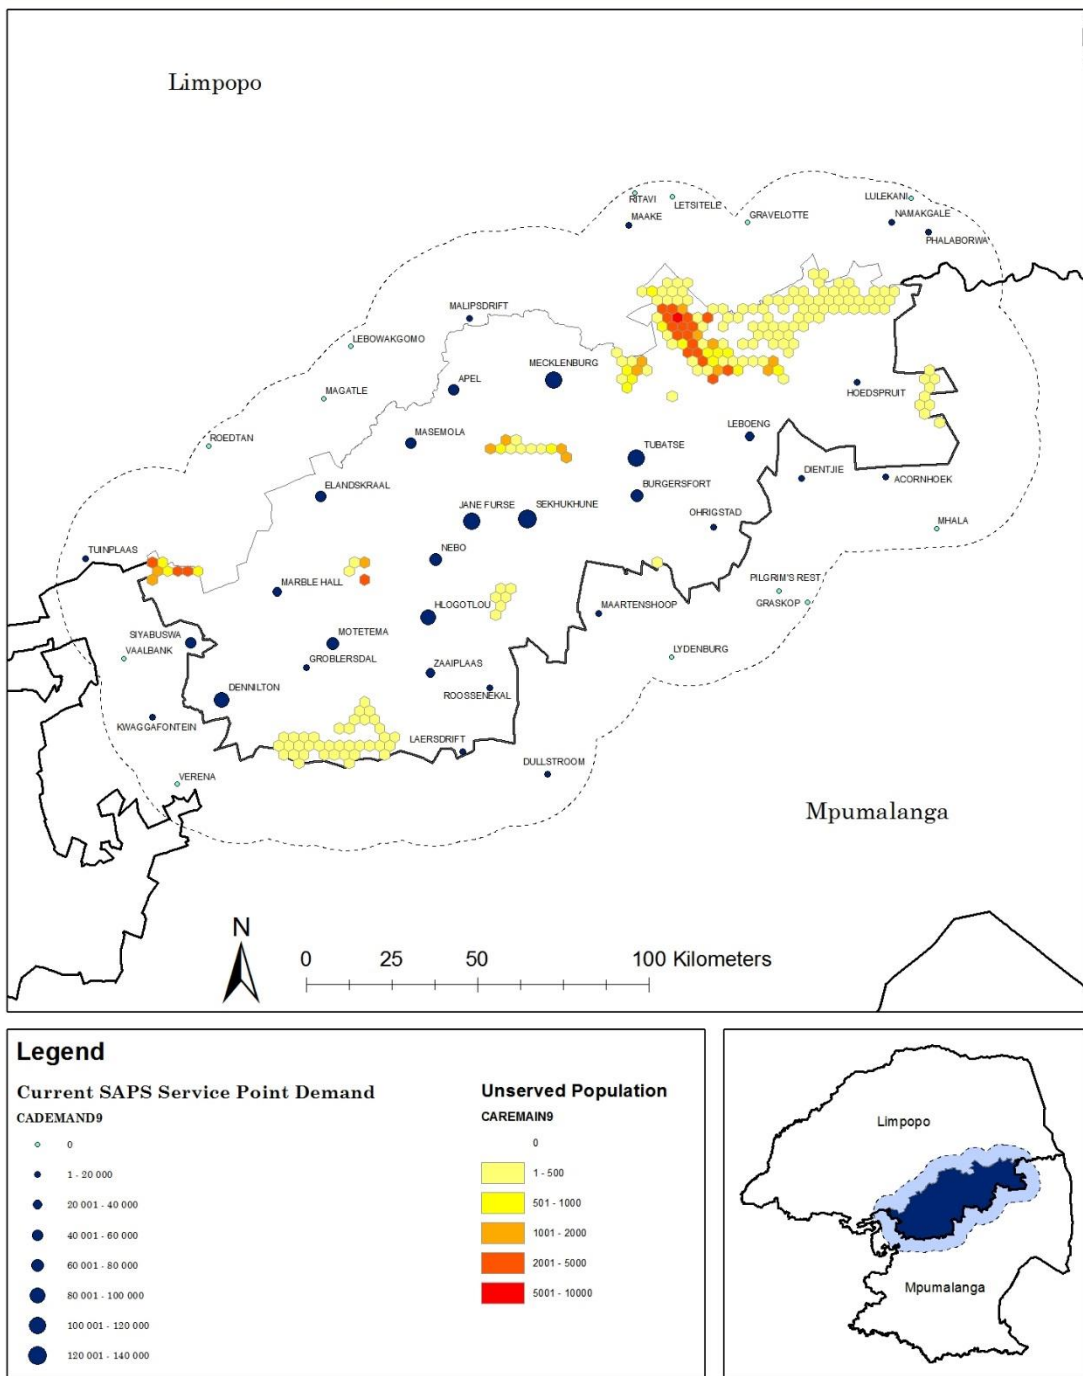 Limpopo
RITAVI
LETSITELE
LULEKANI
MAAKE
GRAVELOTTE
NAMAKGALE
PHALABORWA
MALIPSDRIFT
LEBOWAKGOMO
MECKLENBURG
APEL
HOEDSPRUIT
MAGATLE
LEBOENG
ROEDTAN
MASEMOLA
TUBATSE
DIENTJIE
ACORNHOEK
ELANDSKRAAL
BURGERSFORT
JANE FURSE
SEKHUKHUNE
OHRIGSTAD
MHALA
TUINPLAAS
NEBO
PILGRIM'S REST
MARBLE HALL
GRASKOP
HLOGOTLOU
MAARTENSHOOP
SIYABUSWA
MOTETEMA
VAALBANK
GROBLERSDAL
ZAAIPLAAS
LYDENBURG
DENNILTON
ROOSSENEKAL
KWAGGAFONTEIN
LAERSDRIFT
DULLSTROOM
VERENA
Mpumalanga
N
0 25 50 100 Kilometers
Legend
Current SAPS Service Point Demand
CADEMAND9
0
1 - 20 000
20 001 - 40 000
40 001 - 60 000
60 001 - 80 000
80 001 - 100 000
100 001 - 120 000
120 001 - 140 000
Unserved Population
CAREMAIN9
0
1 - 500
501 - 1000
1001 - 2000
2001 - 5000
5001 - 10000
Limpopo
Mpumalanga